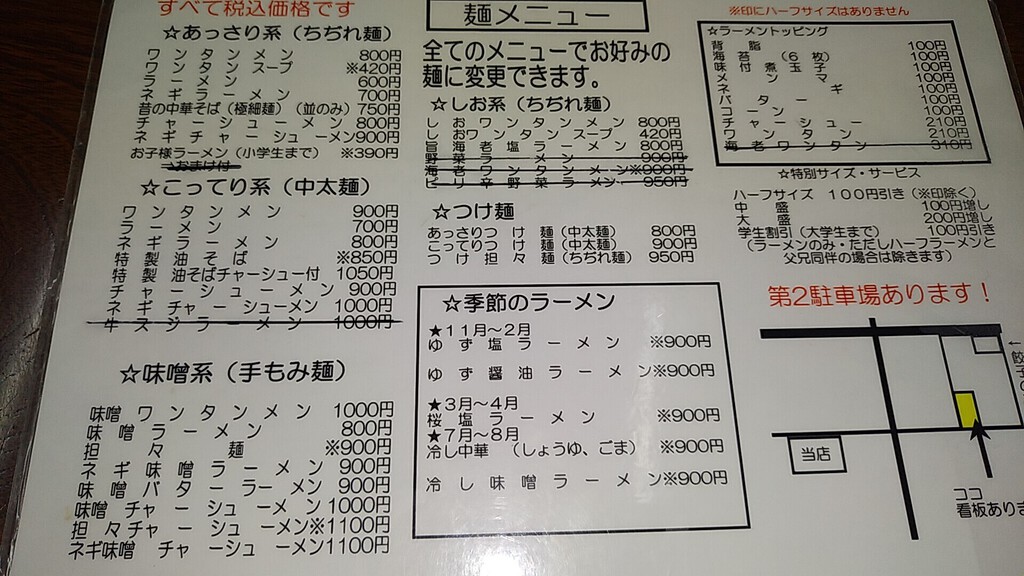 すべて税込価格です
☆あっさり系（ちぢれ麺）
ワンタンメン 800円
ワンタンスープ ※420円
ラーメン 600円
ネギラーメン 700円
昔の中華そば（極細麺）（並のみ）750円
チャーシューメン 800円
ネギチャーシューメン 900円
お子様ラーメン（小学生まで） ※390円
→おまけ付
☆こってり系（中太麺）
ワンタンメン 900円
ラーメン 700円
ネギラーメン 800円
特製油そば ※850円
特製油そばチャーシュー付 1050円
チャーシューメン 900円
ネギチャーシューメン 1000円
牛スジラーメン 1000円
☆味噌系（手もみ麺）
味噌ワンタンメン 1000円
味噌ラーメン 800円
担々麺 ※900円
ネギ味噌ラーメン 900円
味噌バターラーメン 900円
味噌チャーシューメン 1000円
担々チャーシューメン※1100円
ネギ味噌チャーシューメン1100円
麺メニュー
全てのメニューでお好みの
麺に変更できます。
☆しお系（ちぢれ麺）
しおワンタンメン 800円
しおワンタンスープ 420円
旨海老塩ラーメン 800円
野菜ラーメン 900円
海老ワンタンメン※900円
ピリ辛野菜ラーメン 950円
☆つけ麺
あっさりつけ麺（中太麺） 800円
こってりつけ麺（中太麺） 900円
つけ担々麺（ちぢれ麺） 950円
☆季節のラーメン
★11月～2月
ゆず塩ラーメン ※900円
ゆず醤油ラーメン※900円
★3月～4月
桜塩ラーメン ※900円
★7月～8月
冷し中華（しょうゆ、ごま） ※900円
冷し味噌ラーメン※900円
※印にハーフサイズはありません
☆ラーメントッピング
背脂 100円
海苔（6枚） 100円
味付煮玉子 100円
メンマ 100円
ネギ 100円
バター 100円
コーン 100円
チャーシュー 210円
ワンタン 210円
海老ワンタン 310円
☆特別サイズ・サービス
ハーフサイズ 100円引き（※印除く）
中盛 100円増し
大盛 200円増し
学生割引（大学生まで） 100円引き
（ラーメンのみ・ただしハーフラーメンと
父兄同伴の場合は除きます）
第2駐車場あります！
←
餃子の
当店
ココ
看板あり